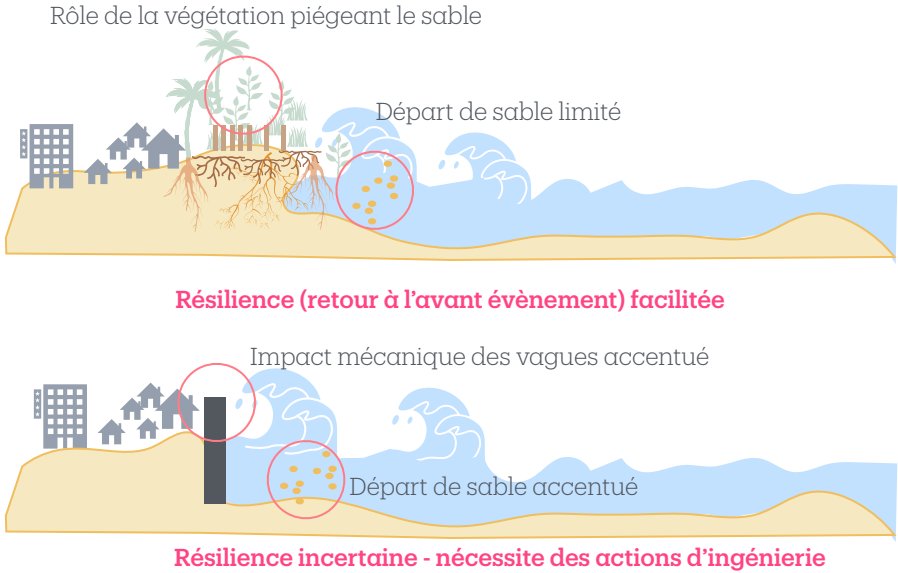 Rôle de la végétation piégeant le sable
Départ de sable limité
Résilience (retour à l'avant évènement) facilitée
Impact mécanique des vagues accentué
Départ de sable accentué
Résilience incertaine - nécessite des actions d'ingénierie